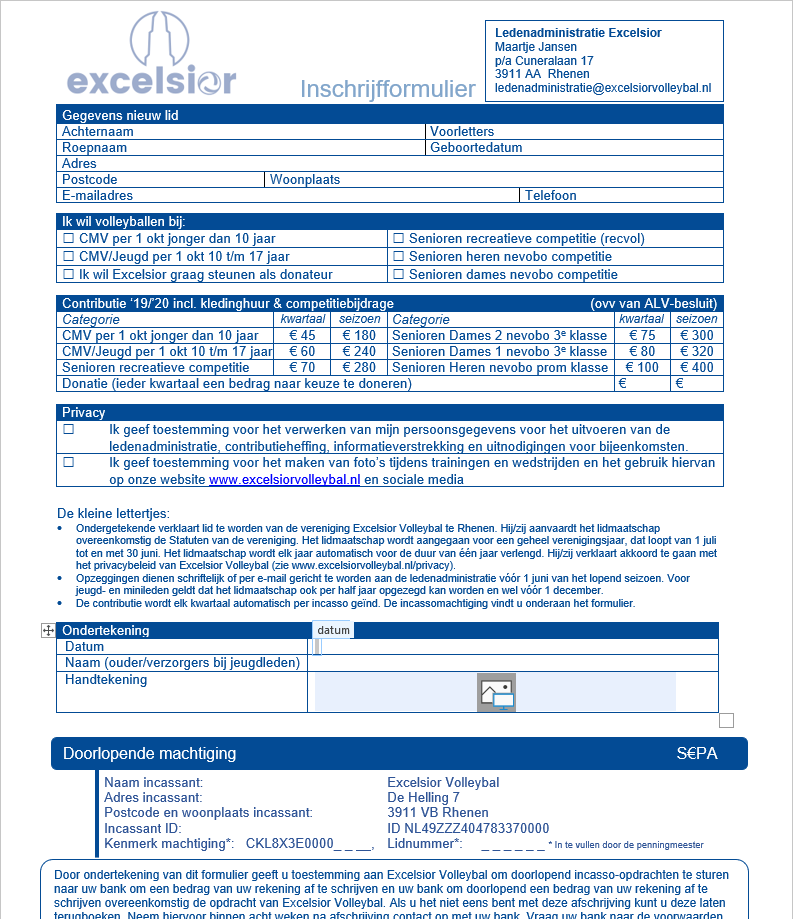 excelsior
Inschrijfformulier
Ledenadministratie Excelsior
Maartje Jansen
p/a Cuneralaan 17
3911 AA  Rhenen
ledenadministratie@excelsiorvolleybal.nl
Gegevens nieuw lid
Achternaam Voorletters
Roepnaam Geboortedatum
Adres
Postcode Woonplaats
E-mailadres Telefoon
Ik wil volleyballen bij:
☐ CMV per 1 okt jonger dan 10 jaar ☐ Senioren recreatieve competitie (recvol)
☐ CMV/Jeugd per 1 okt 10 t/m 17 jaar ☐ Senioren heren nevobo competitie
☐ Ik wil Excelsior graag steunen als donateur ☐ Senioren dames nevobo competitie
Contributie ‘19/’20 incl. kledinghuur & competitiebijdrage (ovv van ALV-besluit)
Categorie kwartaal seizoen Categorie kwartaal seizoen
CMV per 1 okt jonger dan 10 jaar € 45 € 180 Senioren Dames 2 nevobo 3e klasse € 75 € 300
CMV/Jeugd per 1 okt 10 t/m 17 jaar € 60 € 240 Senioren Dames 1 nevobo 3e klasse € 80 € 320
Senioren recreatieve competitie € 70 € 280 Senioren Heren nevobo prom klasse € 100 € 400
Donatie (ieder kwartaal een bedrag naar keuze te doneren) € €
Privacy
☐ Ik geef toestemming voor het verwerken van mijn persoonsgegevens voor het uitvoeren van de
ledenadministratie, contributieheffing, informatieverstrekking en uitnodigingen voor bijeenkomsten.
☐ Ik geef toestemming voor het maken van foto’s tijdens trainingen en wedstrijden en het gebruik hiervan
op onze website www.excelsiorvolleybal.nl en sociale media
De kleine lettertjes:
• Ondergetekende verklaart lid te worden van de vereniging Excelsior Volleybal te Rhenen. Hij/zij aanvaardt het lidmaatschap
overeenkomstig de Statuten van de vereniging. Het lidmaatschap wordt aangegaan voor een geheel verenigingsjaar, dat loopt van 1 juli
tot en met 30 juni. Het lidmaatschap wordt elk jaar automatisch voor de duur van één jaar verlengd. Hij/zij verklaart akkoord te gaan met
het privacybeleid van Excelsior Volleybal (zie www.excelsiorvolleybal.nl/privacy).
• Opzeggingen dienen schriftelijk of per e-mail gericht te worden aan de ledenadministratie vóór 1 juni van het lopend seizoen. Voor
jeugd- en minileden geldt dat het lidmaatschap ook per half jaar opgezegd kan worden en wel vóór 1 december.
• De contributie wordt elk kwartaal automatisch per incasso geïnd. De incassomachtiging vindt u onderaan het formulier.
Ondertekening datum
Datum
Naam (ouder/verzorgers bij jeugdleden)
Handtekening
Doorlopende machtiging S€PA
Naam incassant: Excelsior Volleybal
Adres incassant: De Helling 7
Postcode en woonplaats incassant: 3911 VB Rhenen
Incassant ID: ID NL49ZZZ404783370000
Kenmerk machtiging*: CKL8X3E0000_ _ __, Lidnummer*: _ _ _ _ _ _ * In te vullen door de penningmeester
Door ondertekening van dit formulier geeft u toestemming aan Excelsior Volleybal om doorlopend incasso-opdrachten te sturen
naar uw bank om een bedrag van uw rekening af te schrijven en uw bank om doorlopend een bedrag van uw rekening af te
schrijven overeenkomstig de opdracht van Excelsior Volleybal. Als u het niet eens bent met deze afschrijving kunt u deze laten
terugboeken. Neem hiervoor binnen acht weken na afschrijving contact op met uw bank. Vraag uw bank naar de voorwaarden